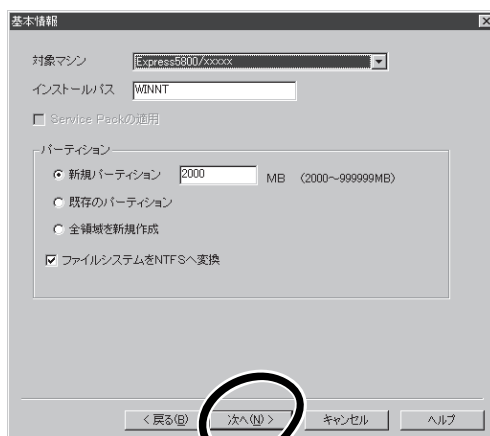 基本情報
対象マシン Express5800/xxxxx
インストールパス WINNT
Service Packの適用
パーティション
新規パーティション 2000 MB (2000~999999MB)
既存のパーティション
全領域を新規作成
ファイルシステムをNTFSへ変換
< 戻る(B) 次へ(N) > キャンセル ヘルプ